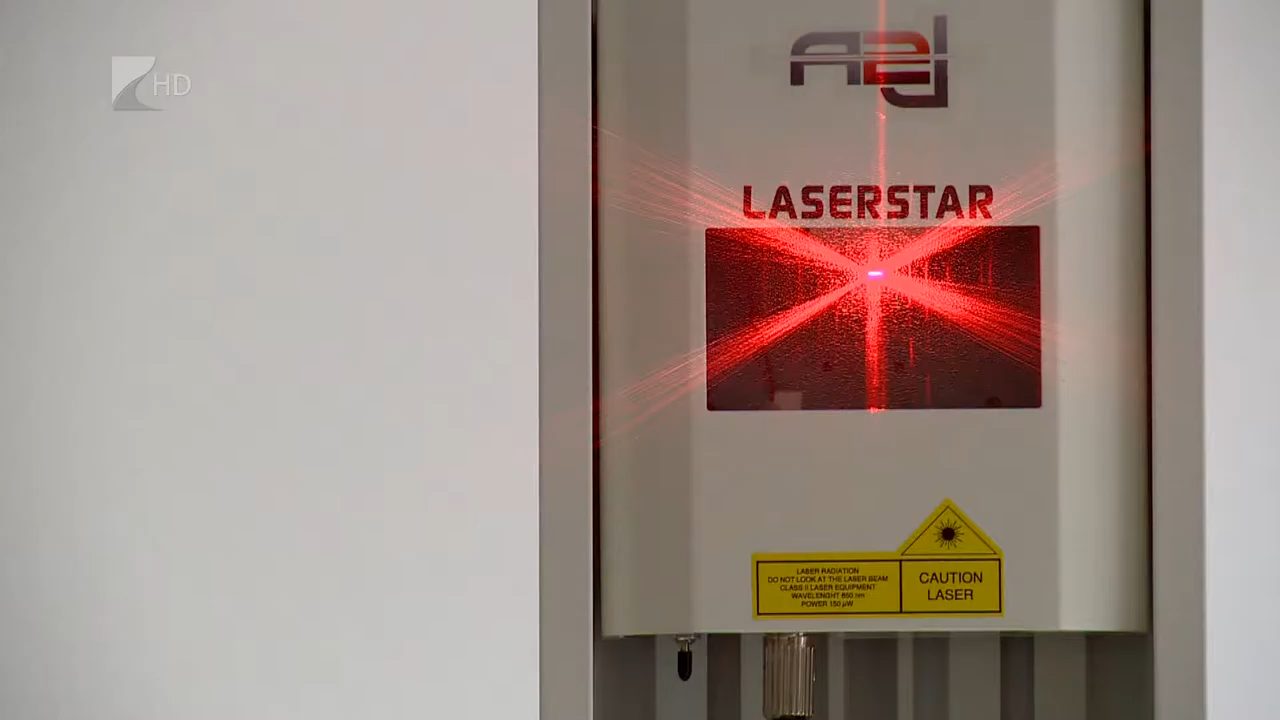 HD
LASERSTAR
LASER RADIATION
DO NOT LOOK AT THE LASER BEAM
CLASS II LASER EQUIPMENT
WAVELENGHT 650 nm
POWER 150 µW
CAUTION
LASER